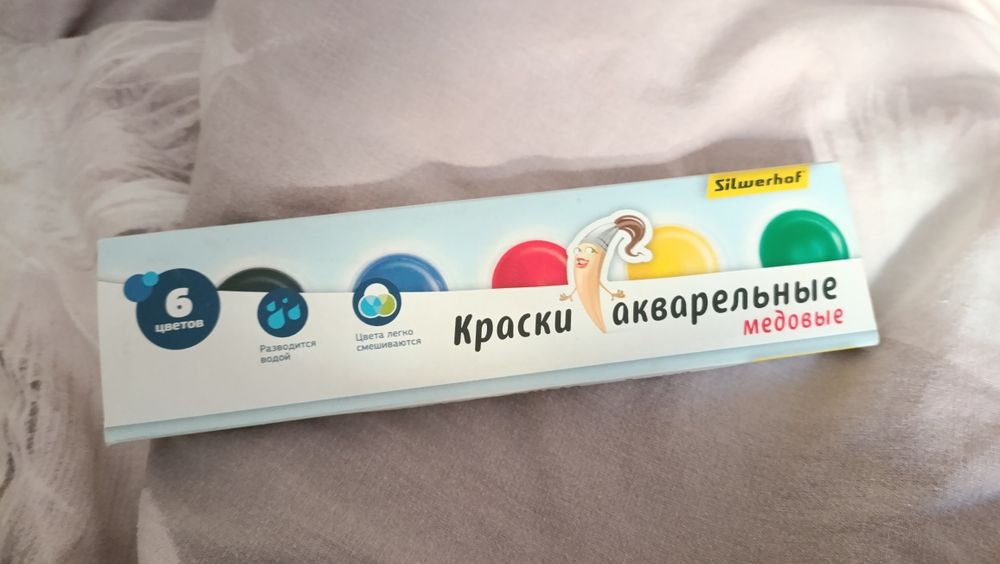 Silwerhof
6
цветов
Разводится
водой
Цвета легко
смешиваются
Краски акварельные
медовые